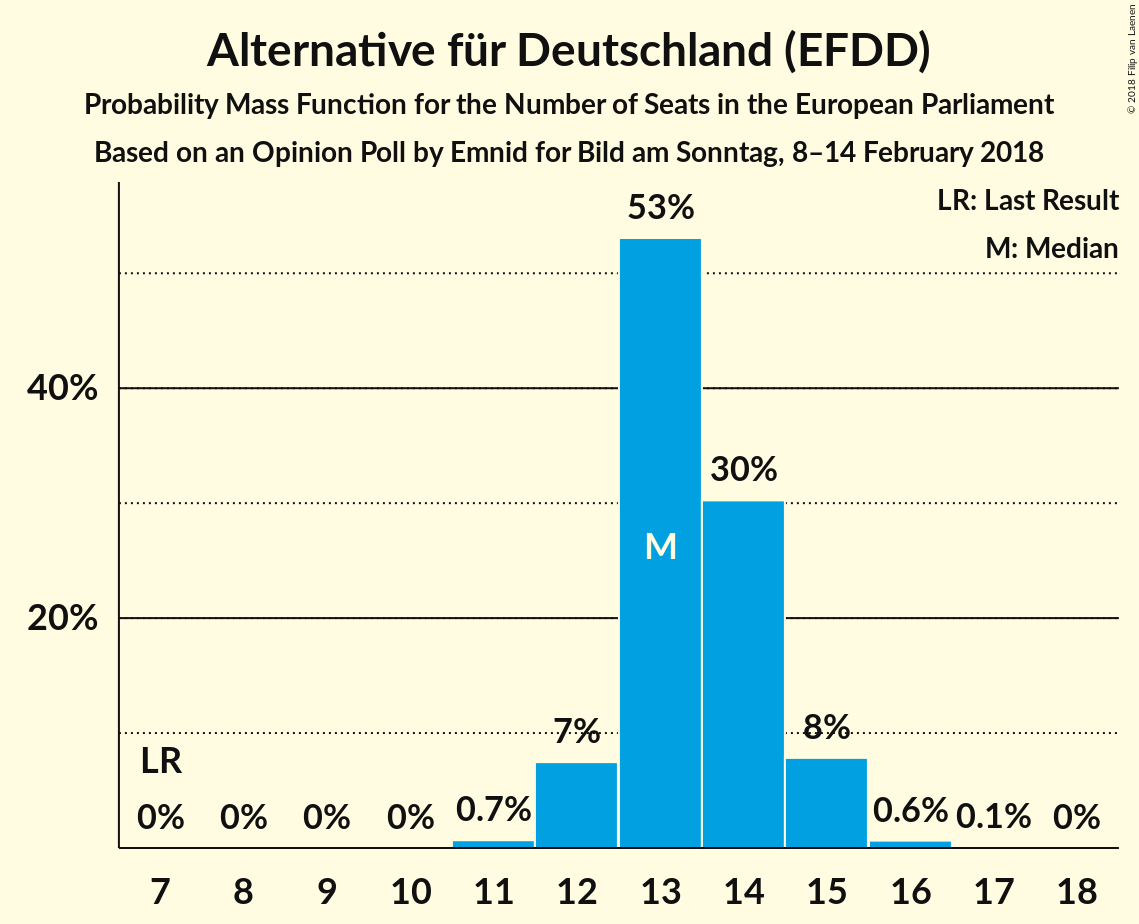 Alternative für Deutschland (EFDD)
Probability Mass Function for the Number of Seats in the European Parliament
Based on an Opinion Poll by Emnid for Bild am Sonntag, 8–14 February 2018
© 2018 Filip van Laenen
LR: Last Result
M: Median
53%
40%
30%
M
20%
7%
8%
LR
0%
0%
0%
0%
0.7%
0.6%
0.1%
0%
7 8 9 10 11 12 13 14 15 16 17 18